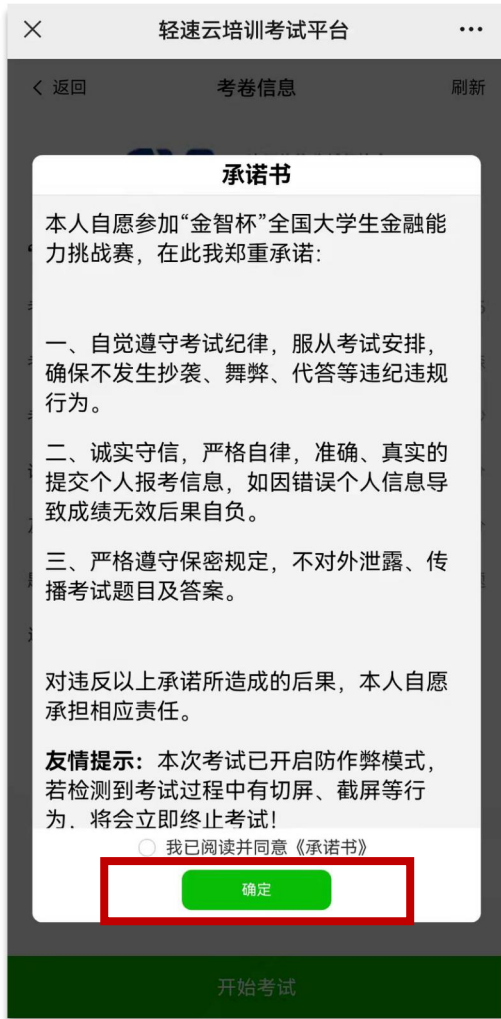 轻速云培训考试平台
返回
考卷信息
刷新
承诺书
本人自愿参加“金智杯”全国大学生金融能
力挑战赛，在此我郑重承诺：
一、自觉遵守考试纪律，服从考试安排，
确保不发生抄袭、舞弊、代答等违纪违规
行为。
二、诚实守信，严格自律，准确、真实的
提交个人报考信息，如因错误个人信息导
致成绩无效后果自负。
三、严格遵守保密规定，不对外泄露、传
播考试题目及答案。
对违反以上承诺所造成的后果，本人自愿
承担相应责任。
友情提示：本次考试已开启防作弊模式，
若检测到考试过程中有切屏、截屏等行
为，将会立即终止考试！
我已阅读并同意《承诺书》
确定
开始考试